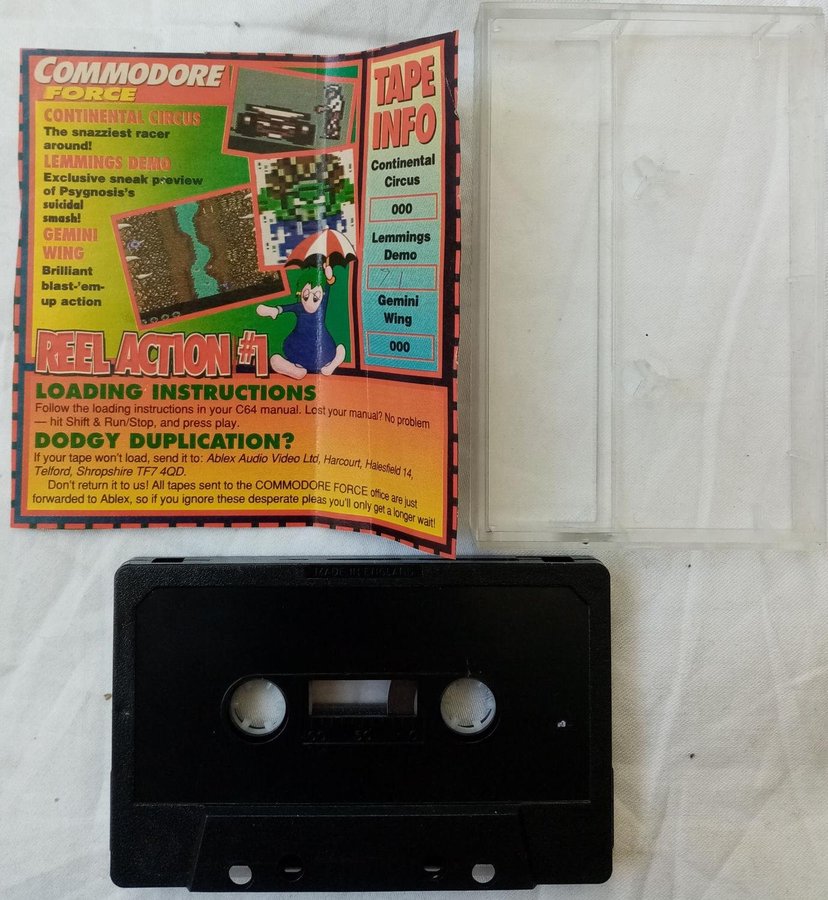 COMMODORE
FORCE
CONTINENTAL CIRCUS
The snazziest racer
around!
LEMMINGS DEMO
Exclusive sneak preview
of Psygnosis's
suicidal
smash!
GEMINI
WING
Brilliant
blast-'em-
up action
REEL ACTION #1
TAPE
INFO
Continental
Circus
000
Lemmings
Demo
71
Gemini
Wing
000
LOADING INSTRUCTIONS
Follow the loading instructions in your C64 manual. Lost your manual? No problem
— hit Shift & Run/Stop, and press play.
DODGY DUPLICATION?
If your tape won't load, send it to: Ablex Audio Video Ltd, Harcourt, Halesfield 14,
Telford, Shropshire TF7 4QD.
Don't return it to us! All tapes sent to the COMMODORE FORCE office are just
forwarded to Ablex, so if you ignore these desperate pleas you'll only get a longer wait!
MADE IN ENGLAND